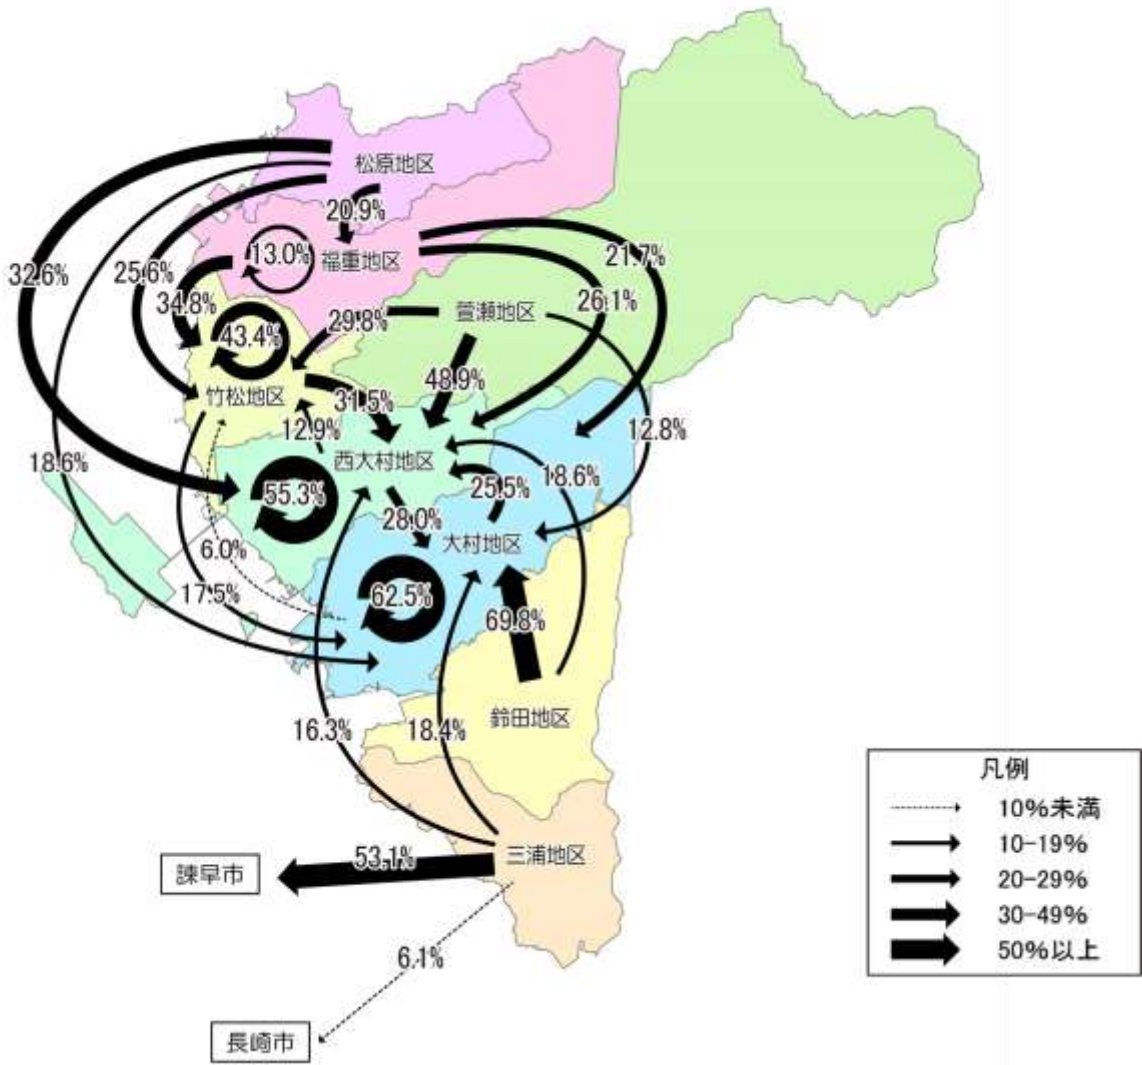 松原地区
20.9%
13.0%
福重地区
21.7%
32.6%
25.6%
34.8%
26.1%
29.8%
萱瀬地区
43.4%
48.9%
竹松地区
31.5%
12.9%
12.8%
18.6%
西大村地区
18.6%
55.3%
25.5%
28.0%
6.0%
大村地区
17.5%
62.5%
69.8%
16.3%
18.4%
鈴田地区
53.1%
三浦地区
諫早市
6.1%
長崎市
凡例
10%未満
10-19%
20-29%
30-49%
50%以上